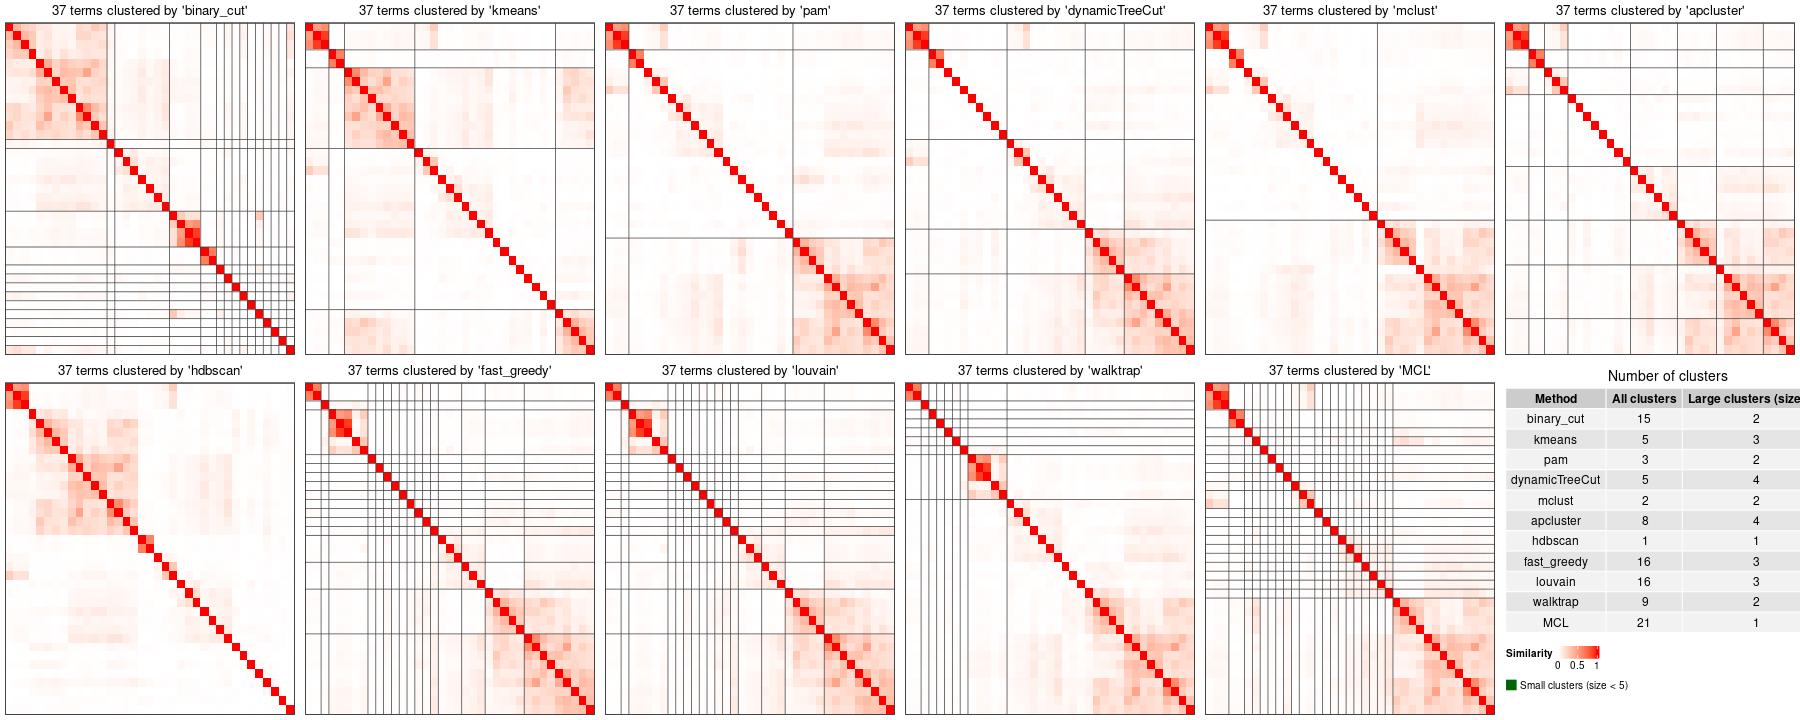 37 terms clustered by 'binary_cut'
37 terms clustered by 'kmeans'
37 terms clustered by 'pam'
37 terms clustered by 'dynamicTreeCut'
37 terms clustered by 'mclust'
37 terms clustered by 'apcluster'
37 terms clustered by 'hdbscan'
37 terms clustered by 'fast_greedy'
37 terms clustered by 'louvain'
37 terms clustered by 'walktrap'
37 terms clustered by 'MCL'
Number of clusters
Method All clusters Large clusters (size
binary_cut 15 2
kmeans 5 3
pam 3 2
dynamicTreeCut 5 4
mclust 2 2
apcluster 8 4
hdbscan 1 1
fast_greedy 16 3
louvain 16 3
walktrap 9 2
MCL 21 1
Similarity
0 0.5 1
Small clusters (size < 5)